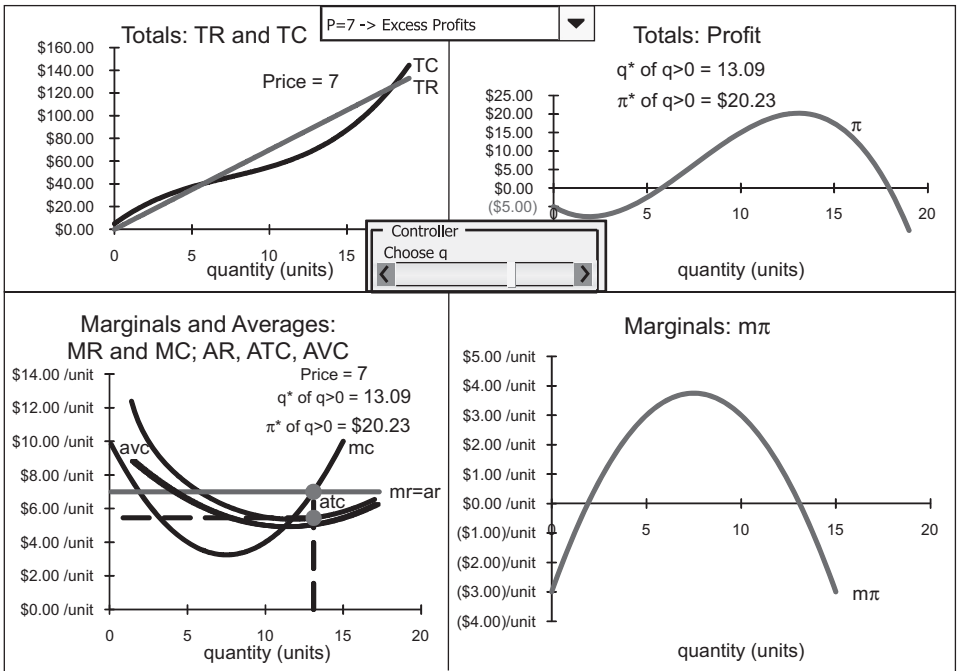 P=7 -> Excess Profits
Totals: TR and TC
$160.00
$140.00
$120.00
$100.00
$80.00
$60.00
$40.00
$20.00
$0.00
Price = 7
TC
TR
0 5 10 15
quantity (units)
Totals: Profit
q* of q>0 = 13.09
π* of q>0 = $20.23
$25.00
$20.00
$15.00
$10.00
$5.00
$0.00
($5.00)
π
0 5 10 15 20
quantity (units)
Controller
Choose q
Marginals and Averages:
MR and MC; AR, ATC, AVC
Price = 7
q* of q>0 = 13.09
π* of q>0 = $20.23
$14.00 /unit
$12.00 /unit
$10.00 /unit
$8.00 /unit
$6.00 /unit
$4.00 /unit
$2.00 /unit
$0.00 /unit
avc
mc
mr=ar
atc
0 5 10 15 20
quantity (units)
Marginals: mπ
$5.00 /unit
$4.00 /unit
$3.00 /unit
$2.00 /unit
$1.00 /unit
$0.00 /unit
($1.00)/unit
($2.00)/unit
($3.00)/unit
($4.00)/unit
0 5 10 15 20
mπ
quantity (units)